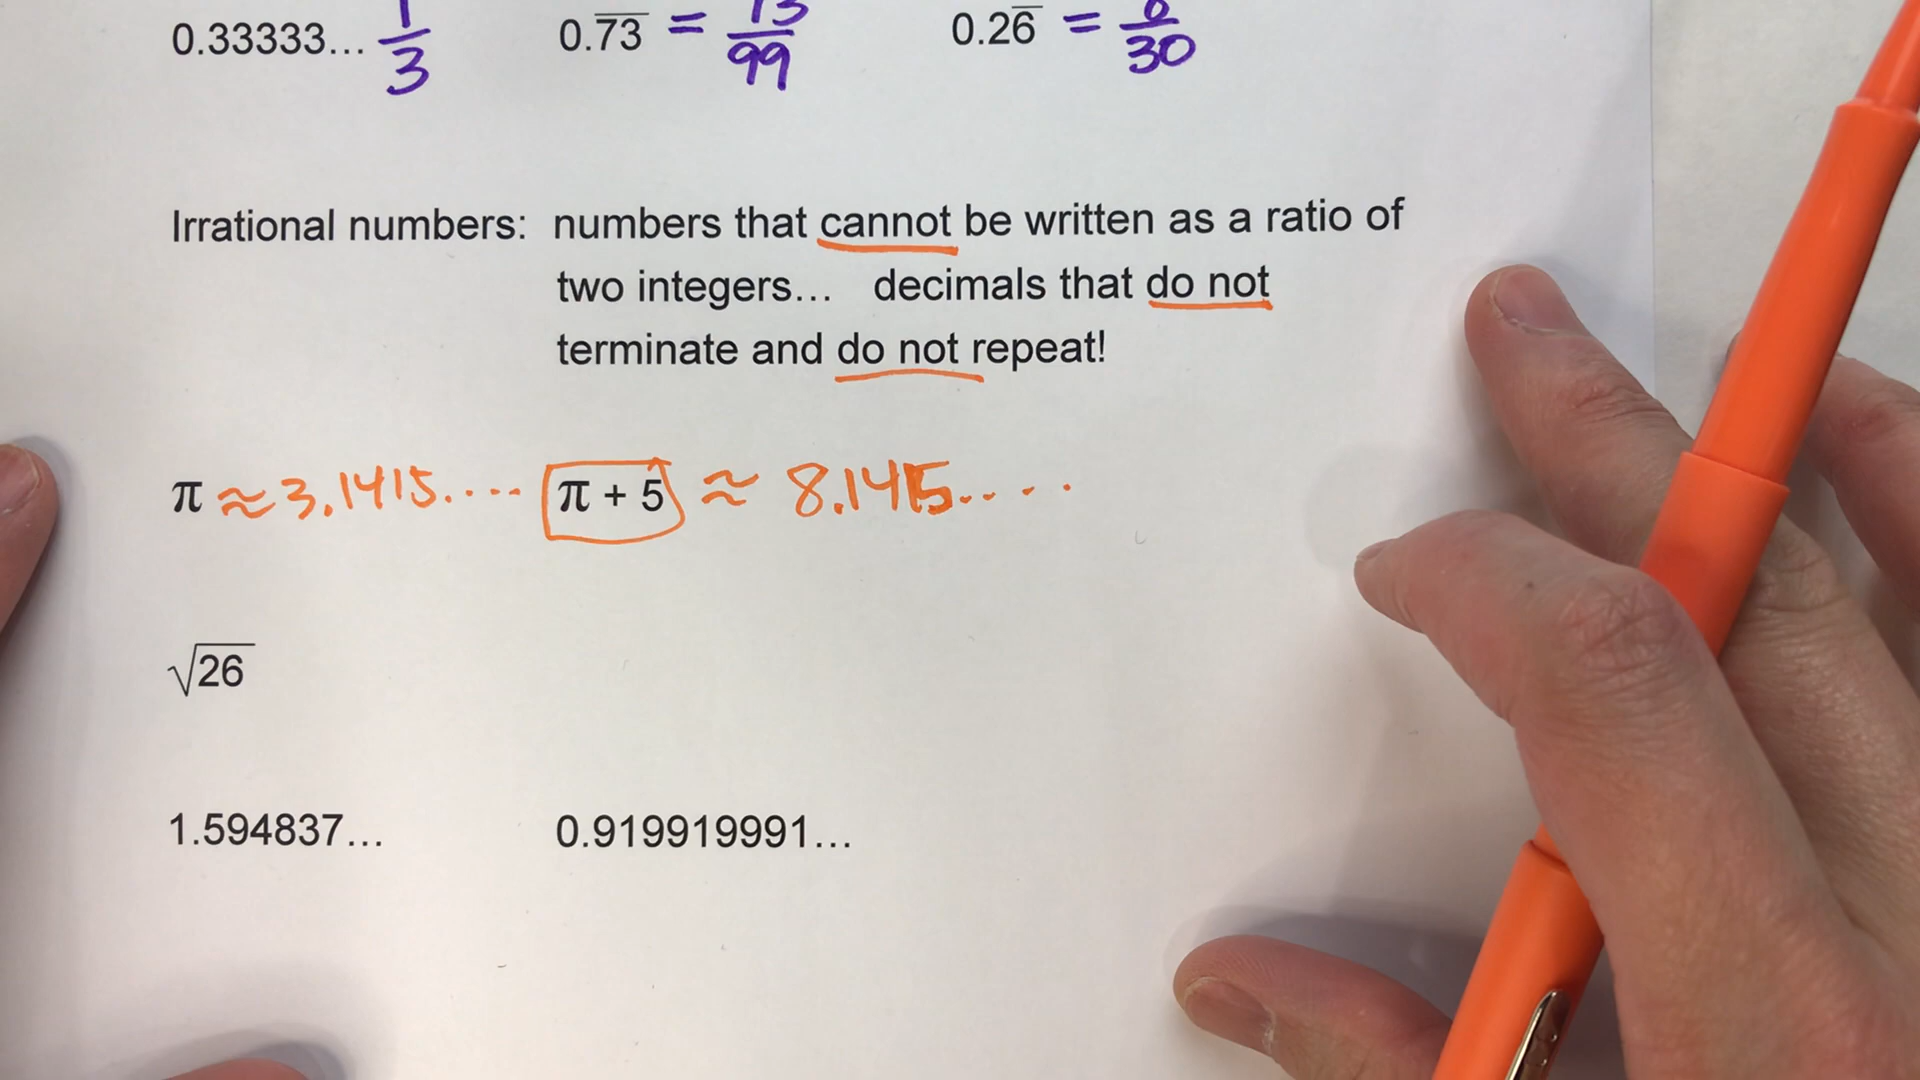 0.33333... 1/3 0.73 = 73/99 0.26 = 8/30
Irrational numbers: numbers that cannot be written as a ratio of
two integers... decimals that do not
terminate and do not repeat!
π ≈ 3.1415.... π + 5 ≈ 8.1415....
√26
1.594837... 0.919919991...